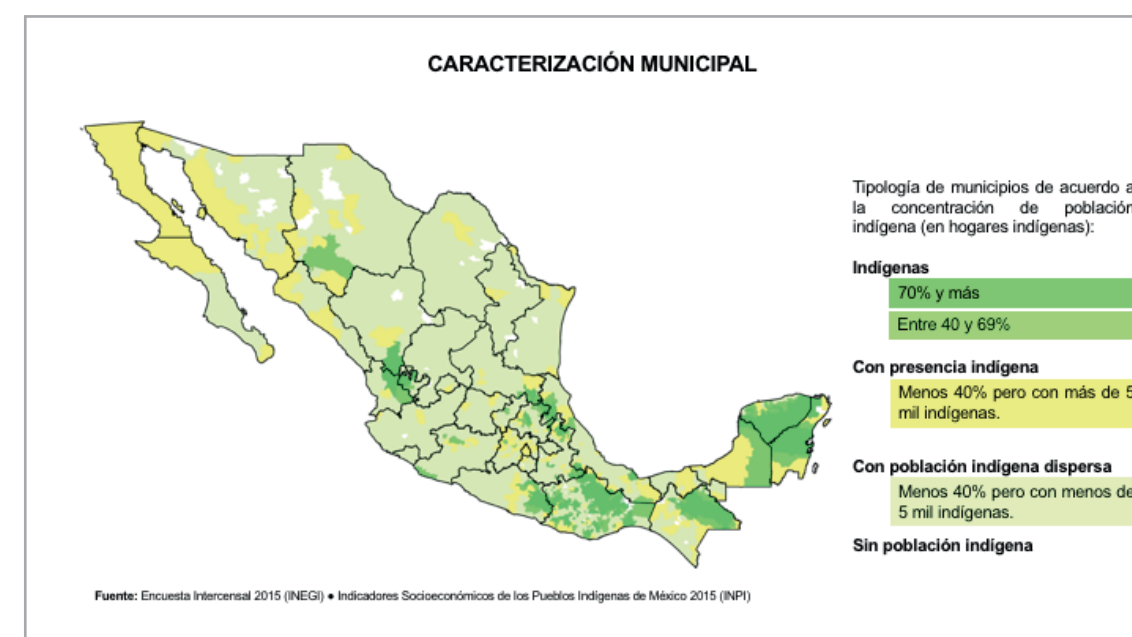 CARACTERIZACIÓN MUNICIPAL
Tipología de municipios de acuerdo a
la concentración de población
indígena (en hogares indígenas):
Indígenas
70% y más
Entre 40 y 69%
Con presencia indígena
Menos 40% pero con más de 5
mil indígenas.
Con población indígena dispersa
Menos 40% pero con menos de
5 mil indígenas.
Sin población indígena
Fuente: Encuesta Intercensal 2015 (INEGI) ● Indicadores Socioeconómicos de los Pueblos Indígenas de México 2015 (INPI)